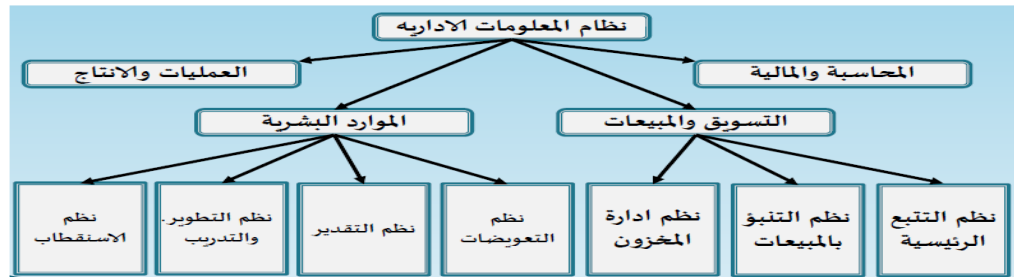 نظام المعلومات الاداريه
المحاسبة والمالية
العمليات والانتاج
التسويق والمبيعات
الموارد البشرية
نظم التتبع
الرئيسية
نظم التنبؤ
بالمبيعات
نظم ادارة
المخزون
نظم
التعويضات
نظم التقدير
نظم التطوير.
والتدريب
نظم
الاستقطاب